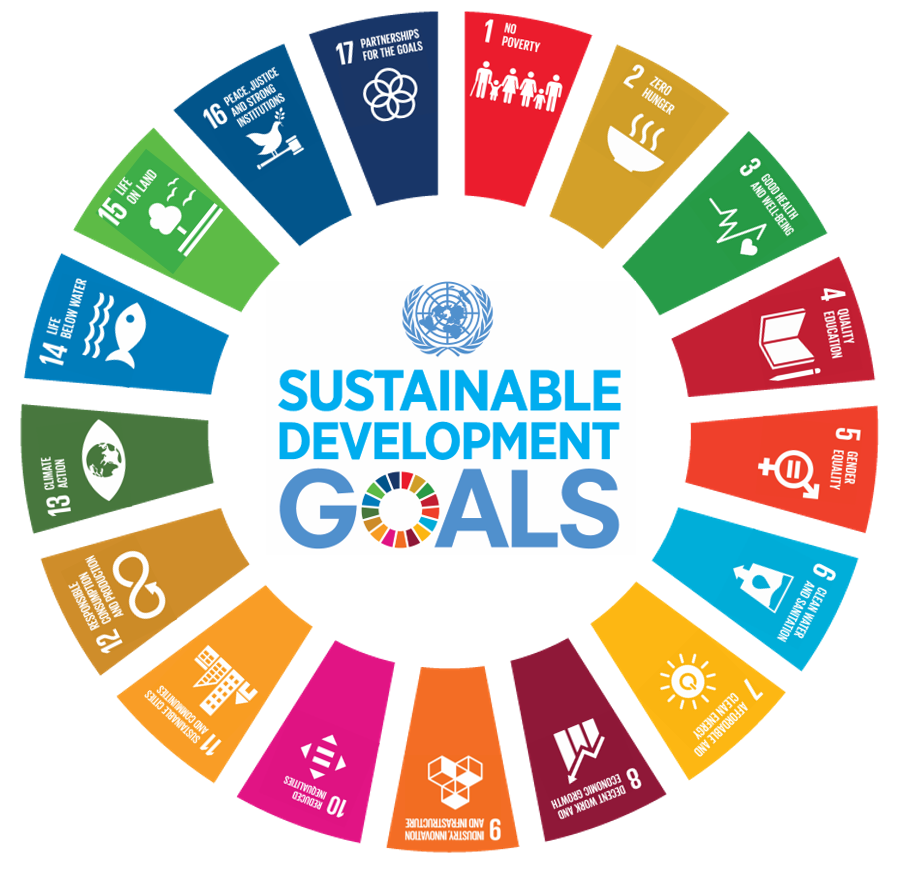 1 NO
POVERTY
2 ZERO
HUNGER
3 GOOD HEALTH
AND WELL-BEING
4 QUALITY
EDUCATION
5 GENDER
EQUALITY
6 CLEAN WATER
AND SANITATION
7 AFFORDABLE AND
CLEAN ENERGY
8 DECENT WORK AND
ECONOMIC GROWTH
9 INDUSTRY, INNOVATION
AND INFRASTRUCTURE
10 REDUCED
INEQUALITIES
11 SUSTAINABLE CITIES
AND COMMUNITIES
12 RESPONSIBLE
CONSUMPTION
AND PRODUCTION
13 CLIMATE
ACTION
14 LIFE
BELOW WATER
15 LIFE
ON LAND
16 PEACE, JUSTICE
AND STRONG
INSTITUTIONS
17 PARTNERSHIPS
FOR THE GOALS
SUSTAINABLE
DEVELOPMENT
GOALS